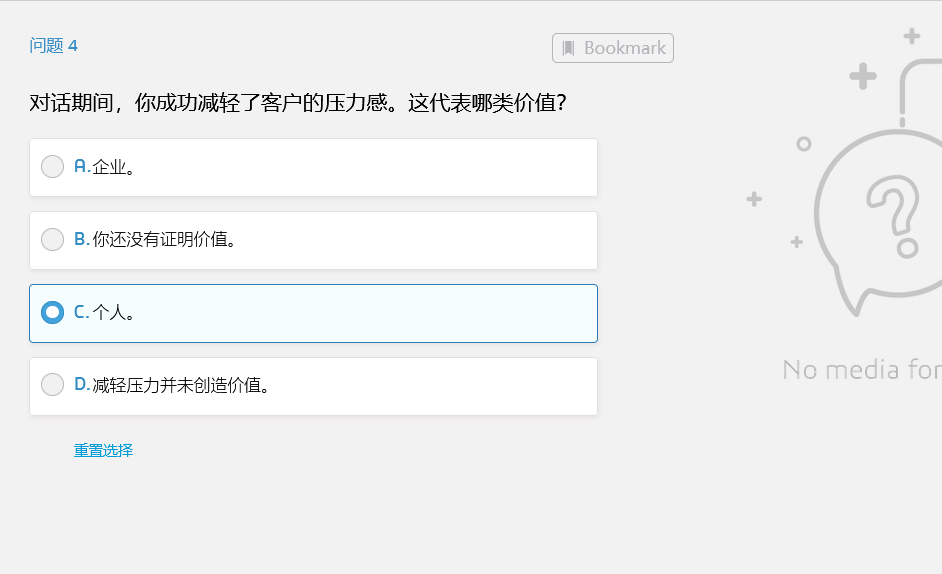 问题 4
Bookmark
对话期间，你成功减轻了客户的压力感。这代表哪类价值？
A.企业。
B.你还没有证明价值。
C.个人。
D.减轻压力并未创造价值。
重置选择
No media for